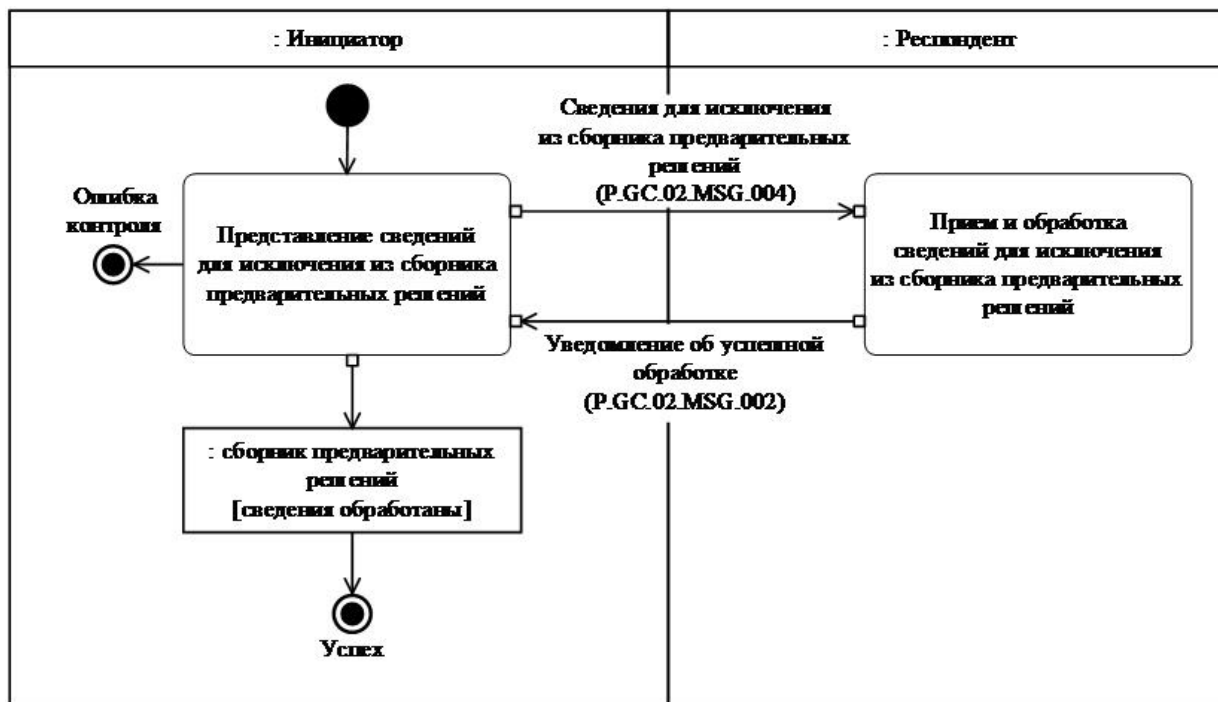 : Инициатор
: Респондент
Сведения для исключения
из сборника предварительных
решений
(P.GC.02.MSG.004)
Ошибка
контроля
Представление сведений
для исключения из сборника
предварительных решений
Прием и обработка
сведений для исключения
из сборника предварительных
решений
Уведомление об успешной
обработке
(P.GC.02.MSG.002)
: сборник предварительных
решений
[сведения обработаны]
Успех